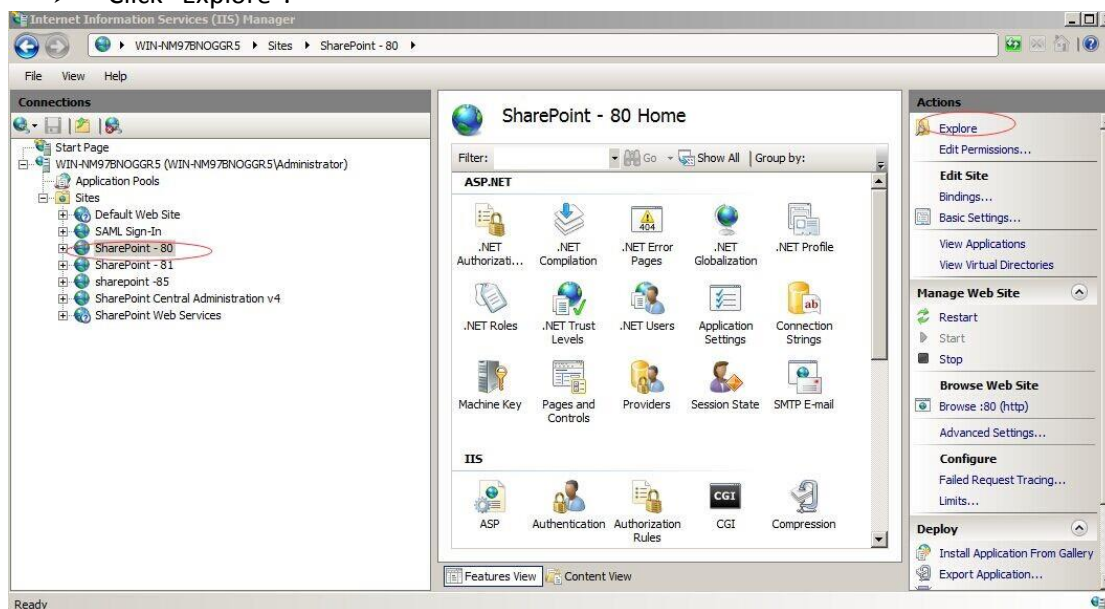 Click "Explore".
Internet Information Services (IIS) Manager
WIN-NM97BNOGGR5 Sites SharePoint - 80
File View Help
Connections
Start Page
WIN-NM97BNOGGR5 (WIN-NM97BNOGGR5\Administrator)
Application Pools
Sites
Default Web Site
SAML Sign-In
SharePoint - 80
SharePoint - 81
sharepoint -85
SharePoint Central Administration v4
SharePoint Web Services
SharePoint - 80 Home
Filter: Go Show All Group by:
ASP.NET
.NET Authorizati...
.NET Compilation
.NET Error Pages
.NET Globalization
.NET Profile
.NET Roles
.NET Trust Levels
.NET Users
Application Settings
Connection Strings
Machine Key
Pages and Controls
Providers
Session State
SMTP E-mail
IIS
ASP
Authentication
Authorization Rules
CGI
Compression
Features View Content View
Actions
Explore
Edit Permissions...
Edit Site
Bindings...
Basic Settings...
View Applications
View Virtual Directories
Manage Web Site
Restart
Start
Stop
Browse Web Site
Browse :80 (http)
Advanced Settings...
Configure
Failed Request Tracing...
Limits...
Deploy
Install Application From Gallery
Export Application...
Ready